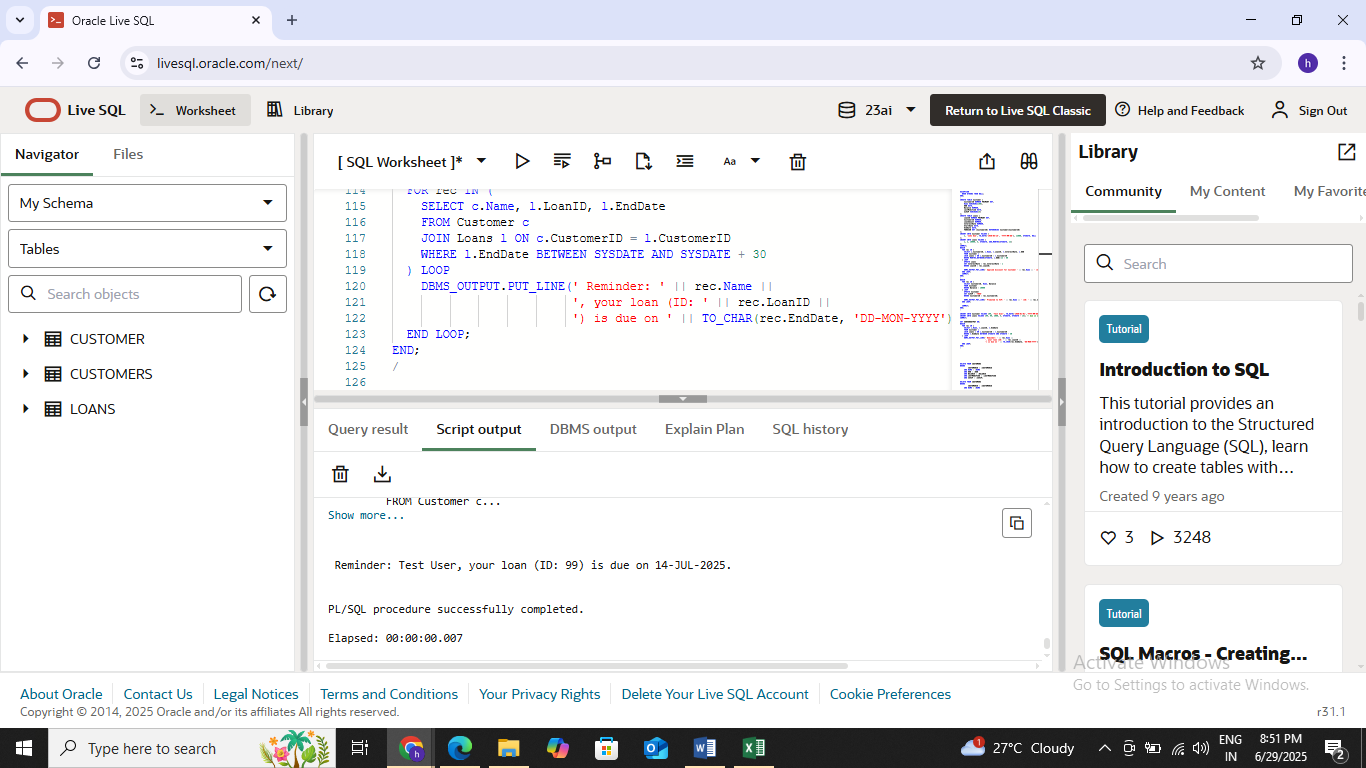 Oracle Live SQL
livesql.oracle.com/next/
h
Live SQL
Worksheet
Library
23ai
Return to Live SQL Classic
Help and Feedback
Sign Out
Navigator
Files
My Schema
Tables
Search objects
CUSTOMER
CUSTOMERS
LOANS
[ SQL Worksheet ]*
Aa
114 FOR rec IN (
115 SELECT c.Name, l.LoanID, l.EndDate
116 FROM Customer c
117 JOIN Loans l ON c.CustomerID = l.CustomerID
118 WHERE l.EndDate BETWEEN SYSDATE AND SYSDATE + 30
119 ) LOOP
120 DBMS_OUTPUT.PUT_LINE(' Reminder: ' || rec.Name ||
121 ', your loan (ID: ' || rec.LoanID ||
122 ') is due on ' || TO_CHAR(rec.EndDate, 'DD-MON-YYYY')
123 END LOOP;
124 END;
125 /
126
Query result
Script output
DBMS output
Explain Plan
SQL history
FROM Customer c...
Show more...
Reminder: Test User, your loan (ID: 99) is due on 14-JUL-2025.
PL/SQL procedure successfully completed.
Elapsed: 00:00:00.007
Library
Community
My Content
My Favorite
Search
Tutorial
Introduction to SQL
This tutorial provides an
introduction to the Structured
Query Language (SQL), learn
how to create tables with...
Created 9 years ago
3
3248
Tutorial
SQL Macros - Creating...
Activate Windows
Go to Settings to activate Windows.
About Oracle
Contact Us
Legal Notices
Terms and Conditions
Your Privacy Rights
Delete Your Live SQL Account
Cookie Preferences
Copyright © 2014, 2025 Oracle and/or its affiliates All rights reserved.
r31.1
Type here to search
h
1
27°C Cloudy
ENG
IN
8:51 PM
6/29/2025
2